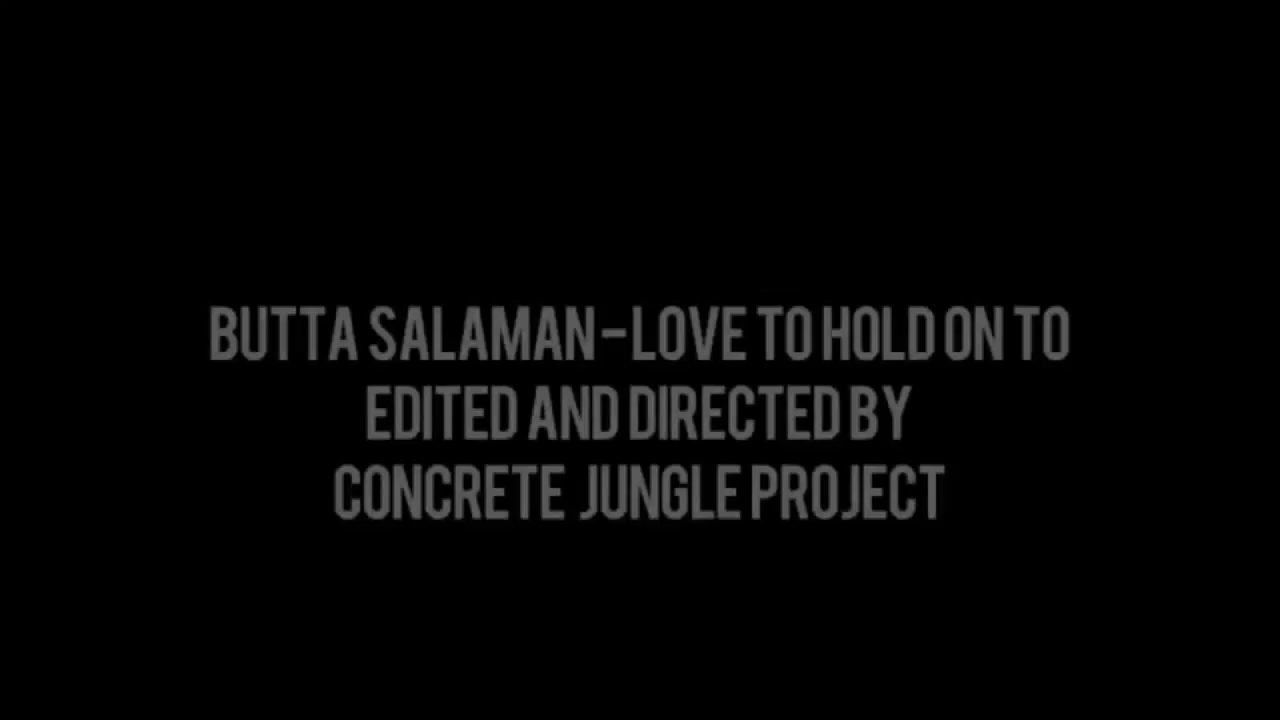 BUTTA SALAMAN-LOVE TO HOLD ON TO
EDITED AND DIRECTED BY
CONCRETE JUNGLE PROJECT